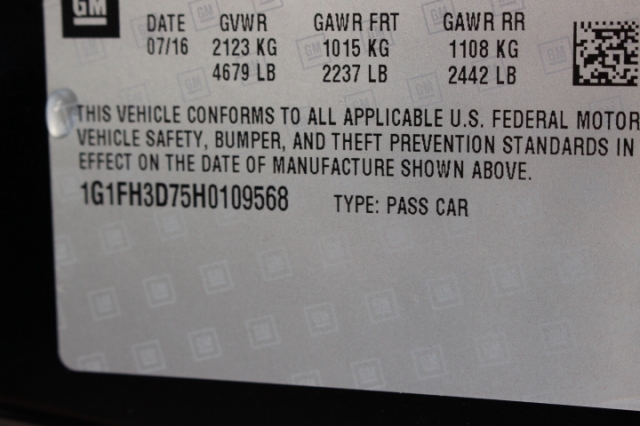 GM
DATE GVWR GAWR FRT GAWR RR
07/16 2123 KG 1015 KG 1108 KG
4679 LB 2237 LB 2442 LB
THIS VEHICLE CONFORMS TO ALL APPLICABLE U.S. FEDERAL MOTOR
VEHICLE SAFETY, BUMPER, AND THEFT PREVENTION STANDARDS IN
EFFECT ON THE DATE OF MANUFACTURE SHOWN ABOVE.
1G1FH3D75H0109568 TYPE: PASS CAR